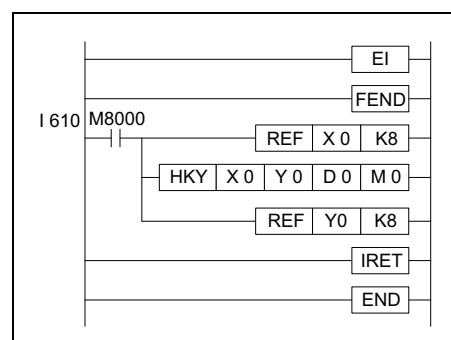 EI
FEND
I 610 M8000
REF X 0 K8
HKY X 0 Y 0 D 0 M 0
REF Y0 K8
IRET
END